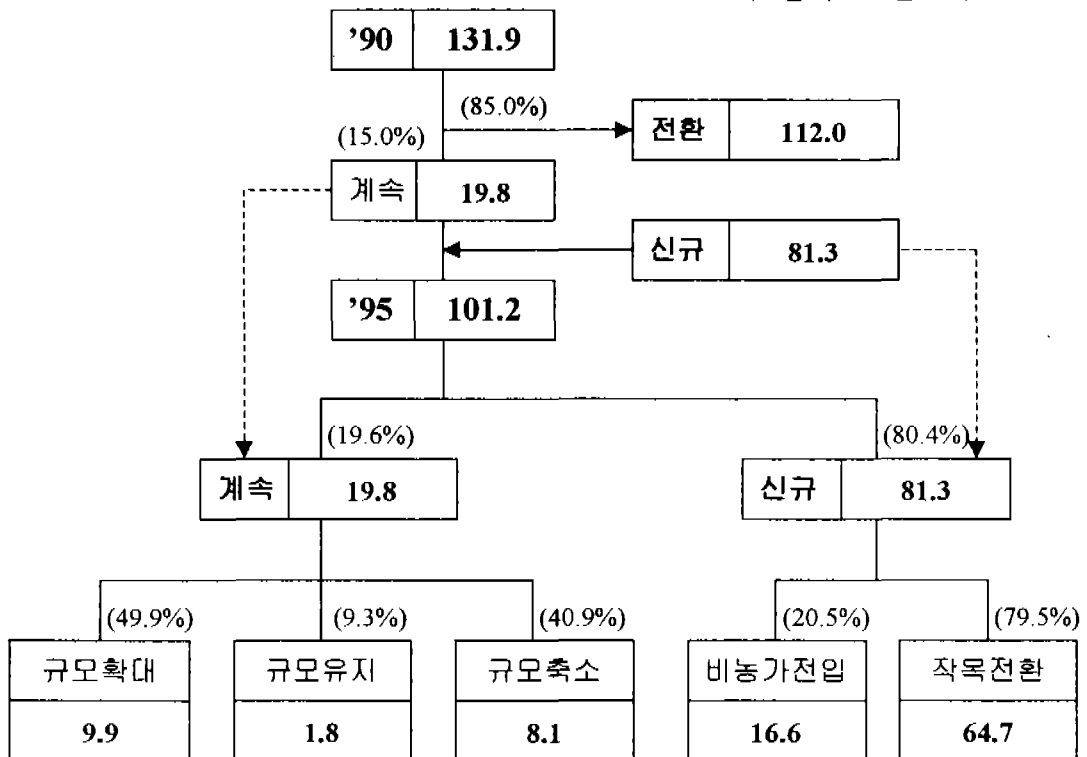 ’90 131.9
(85.0%)
전환 112.0
(15.0%)
계속 19.8
신규 81.3
’95 101.2
(19.6%) (80.4%)
계속 19.8 신규 81.3
(49.9%) (9.3%) (40.9%) (20.5%) (79.5%)
규모확대 규모유지 규모축소 비농가전입 작목전환
9.9 1.8 8.1 16.6 64.7